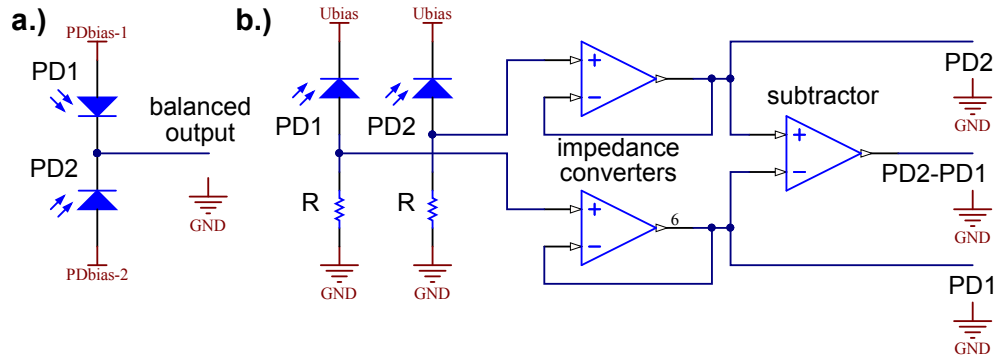 a.)
PDbias-1
PD1
balanced
output
PD2
GND
PDbias-2
b.)
Ubias
Ubias
PD1
PD2
R
R
GND
GND
+
−
impedance
converters
+
−
6
subtractor
+
−
PD2
GND
PD2-PD1
GND
PD1
GND